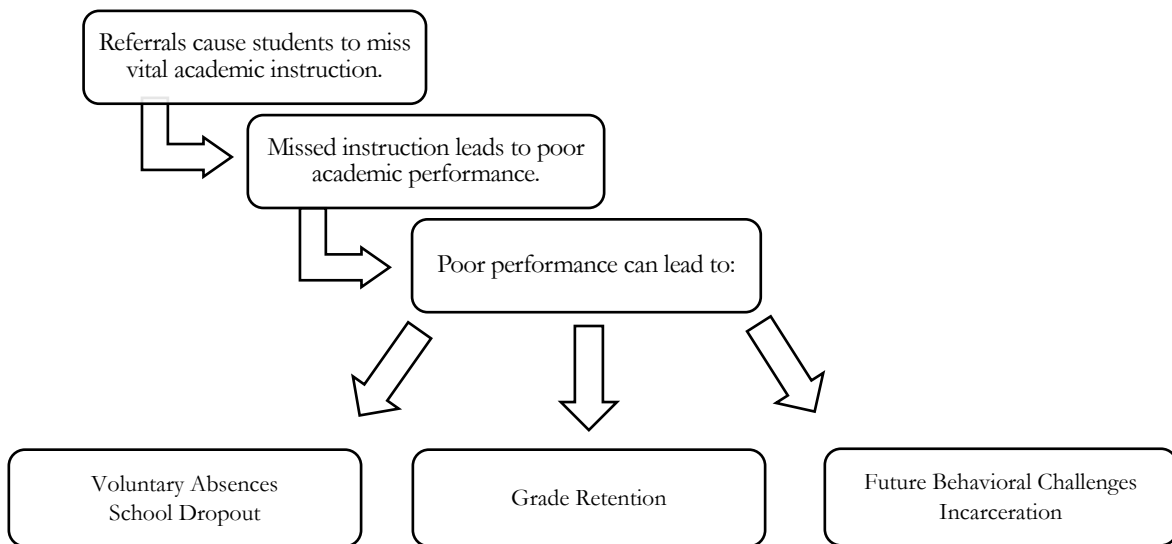 Referrals cause students to miss
vital academic instruction.
Missed instruction leads to poor
academic performance.
Poor performance can lead to:
Voluntary Absences
School Dropout
Grade Retention
Future Behavioral Challenges
Incarceration